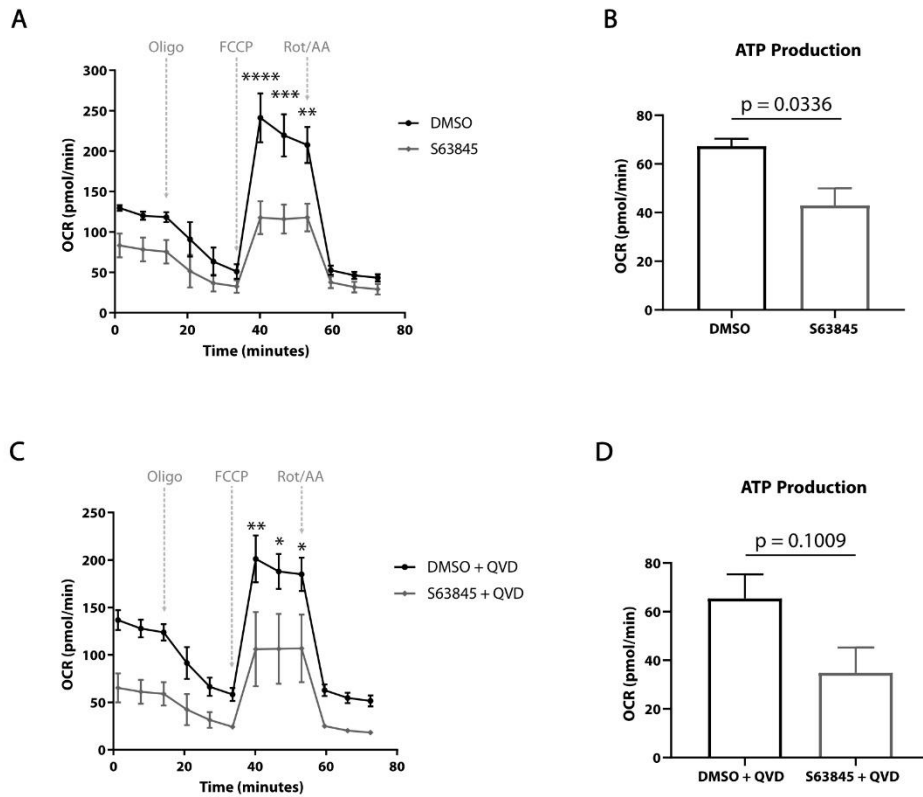 A
Oligo FCCP Rot/AA
**** *** **
300
250
200
150
100
50
0
OCR (pmol/min)
0 20 40 60 80
Time (minutes)
DMSO
S63845
B
ATP Production
p = 0.0336
80
60
40
20
0
OCR (pmol/min)
DMSO S63845
C
Oligo FCCP Rot/AA
** * *
250
200
150
100
50
0
OCR (pmol/min)
0 20 40 60 80
Time (minutes)
DMSO + QVD
S63845 + QVD
D
ATP Production
p = 0.1009
80
60
40
20
0
OCR (pmol/min)
DMSO + QVD S63845 + QVD